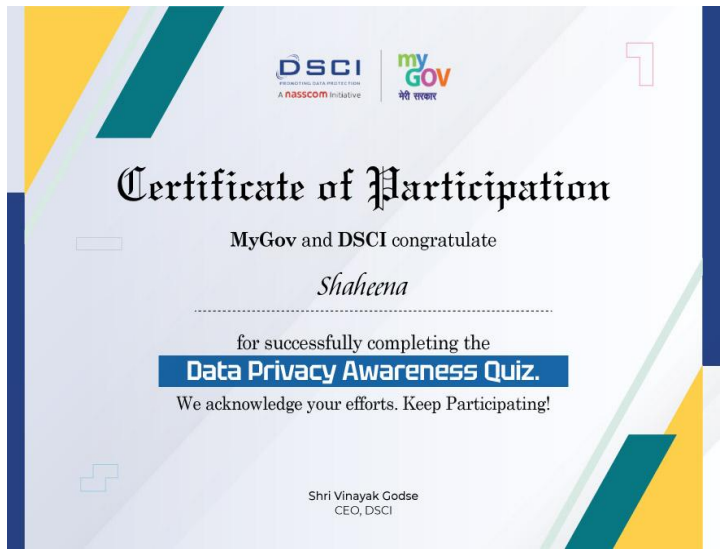 DSCI
PROMOTING DATA PROTECTION
A nasscom Initiative
my
GOV
मेरी सरकार
Certificate of Participation
MyGov and DSCI congratulate
Shaheena
for successfully completing the
Data Privacy Awareness Quiz.
We acknowledge your efforts. Keep Participating!
Shri Vinayak Godse
CEO, DSCI